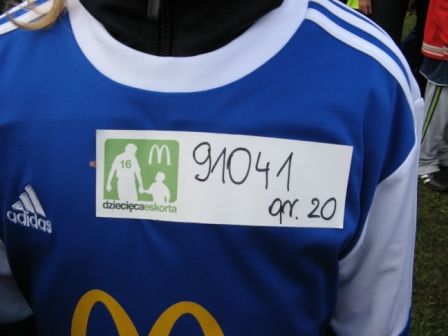 16
dziecięcaeskorta
91041
gr. 20
adidas